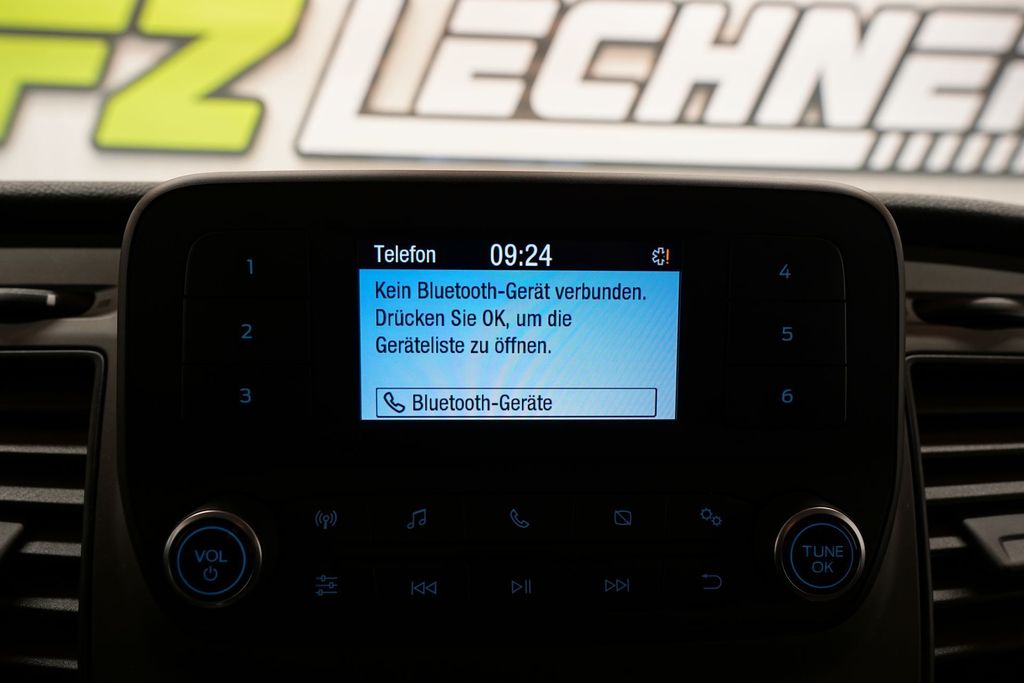 FZ LECHNER
Telefon 09:24
Kein Bluetooth-Gerät verbunden.
Drücken Sie OK, um die
Geräteliste zu öffnen.
Bluetooth-Geräte
1
2
3
4
5
6
VOL
TUNE
OK